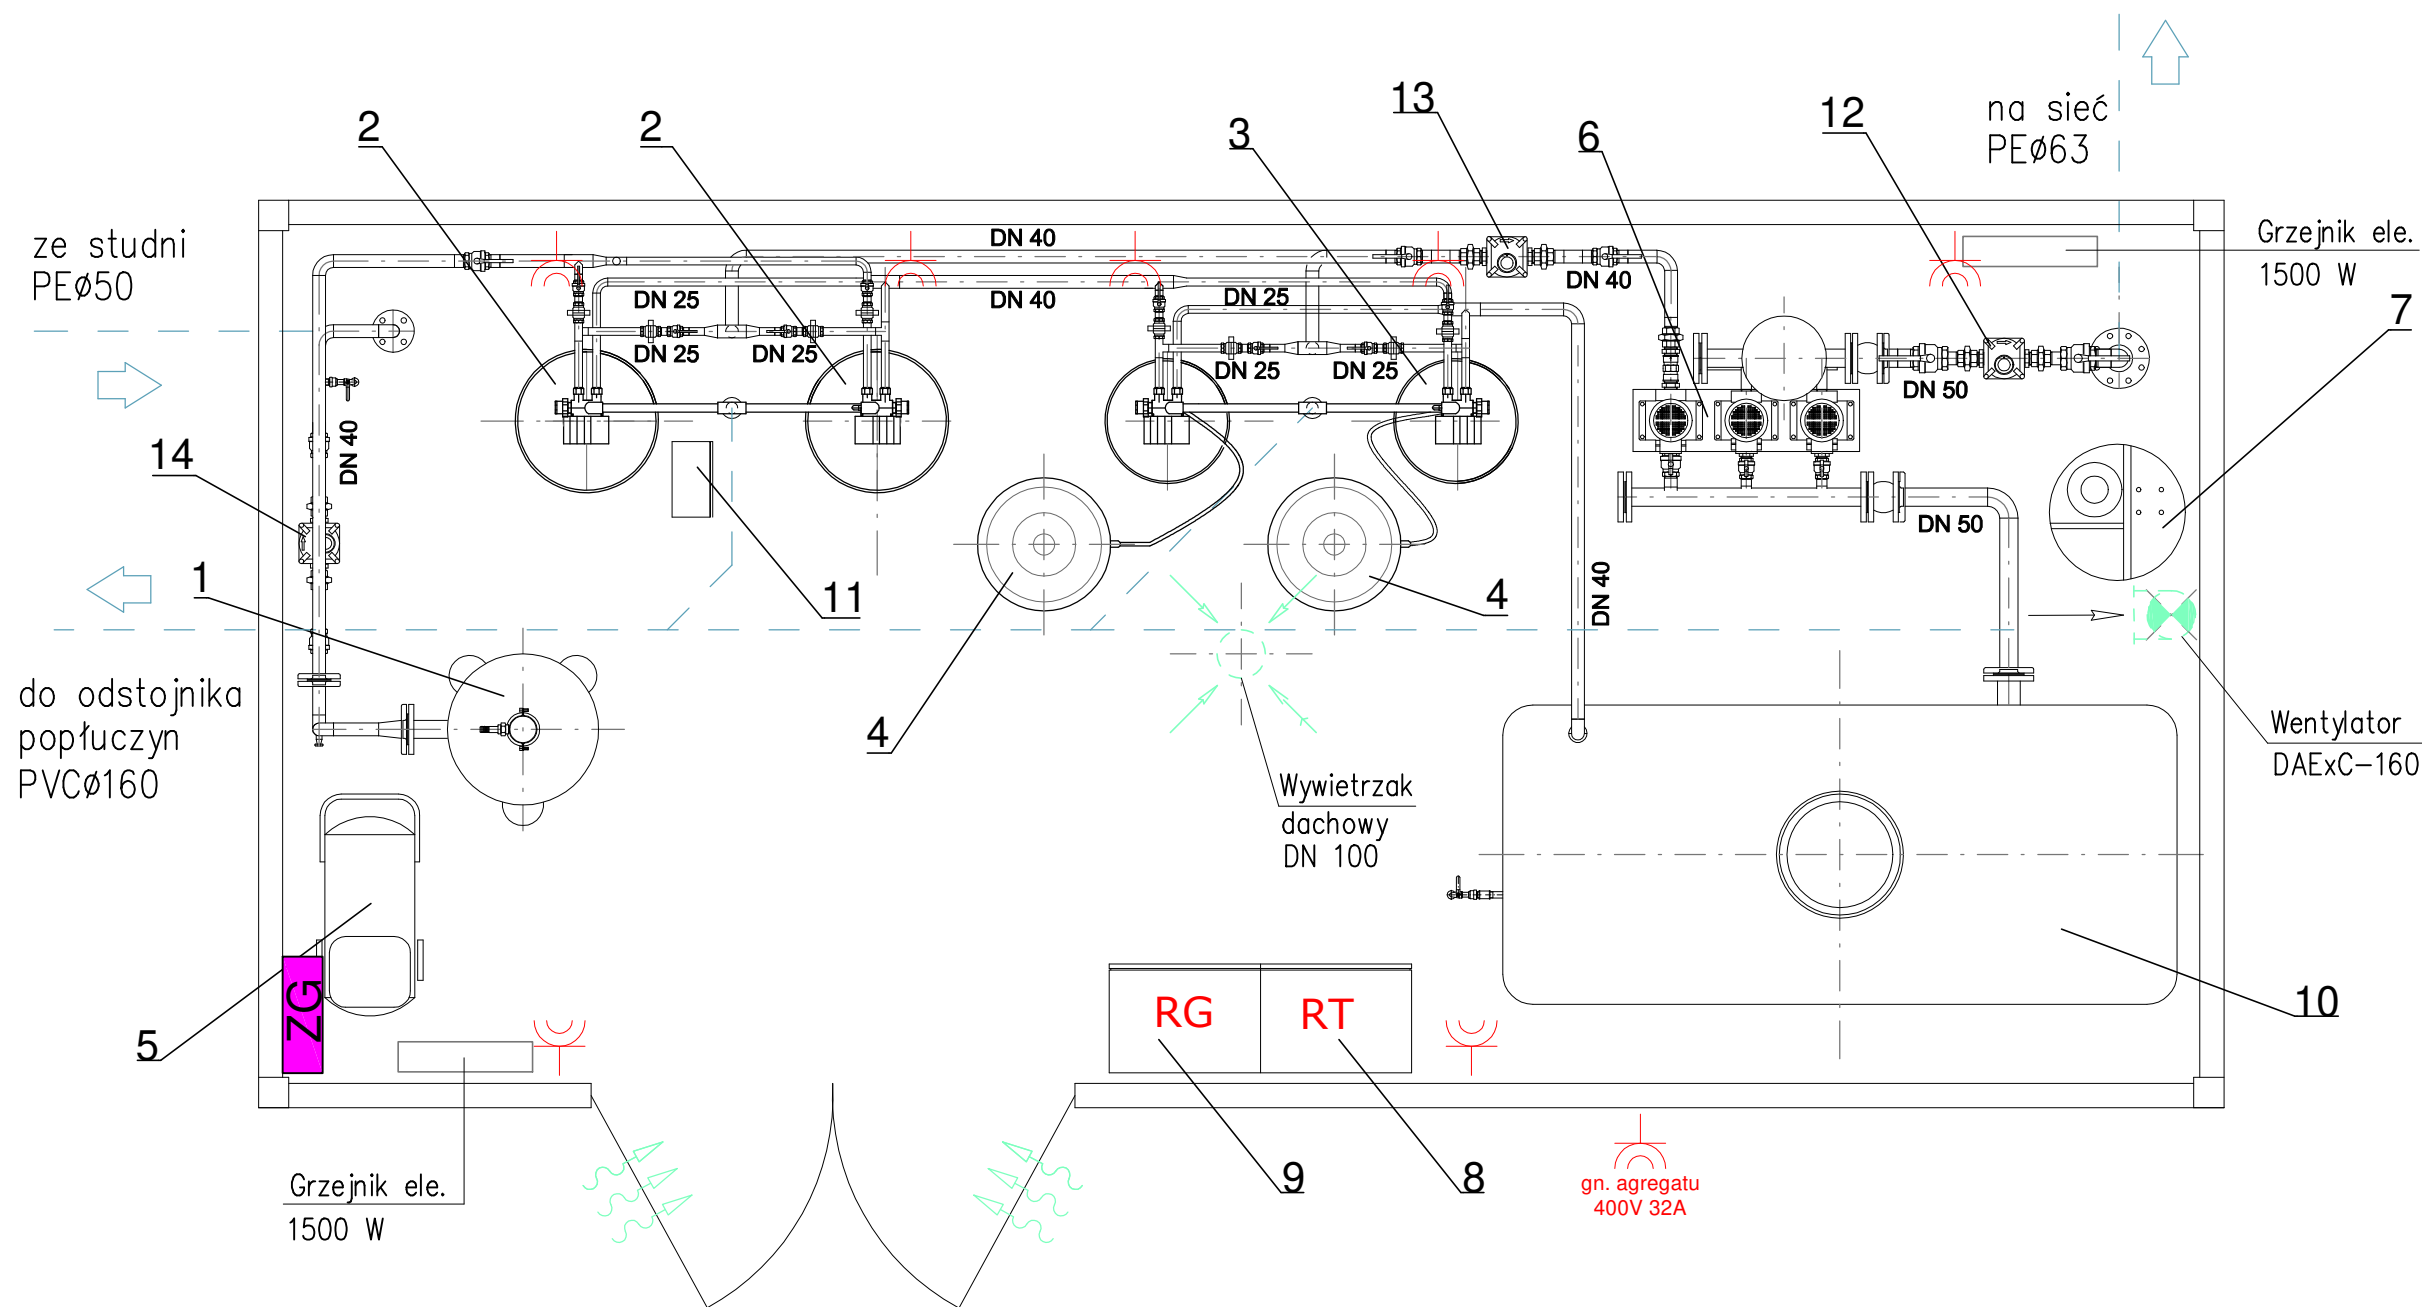 13
12
na sieć
PEø63
2
2
3
6
ze studni
PEø50
DN 40
Grzejnik ele.
1500 W
DN 40
DN 25
DN 40
DN 25
7
DN 25
DN 25
DN 25
DN 25
DN 50
DN 40
14
DN 50
1
11
4
DN 40
do odstojnika
popłuczyn
PVCø160
4
Wentylator
DAExC-160
Wywietrzak
dachowy
DN 100
ZG
RG
RT
10
5
Grzejnik ele.
1500 W
9
8
gn. agregatu
400V 32A